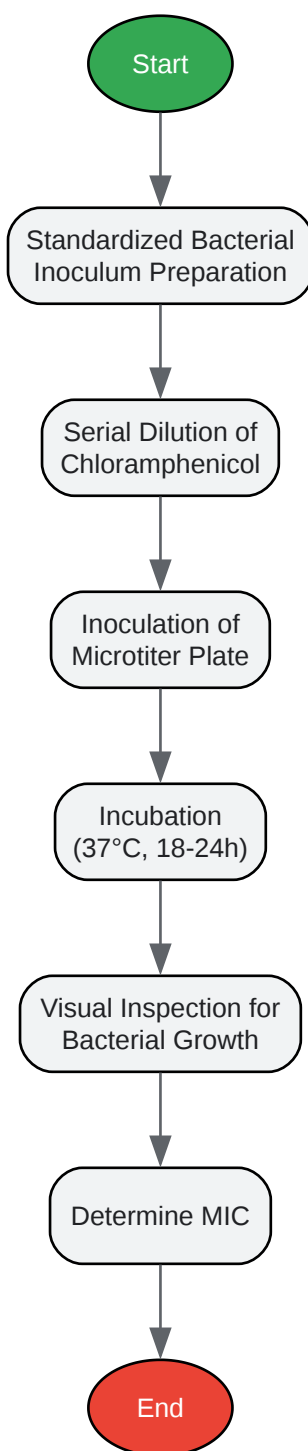 Start
Standardized Bacterial
Inoculum Preparation
Serial Dilution of
Chloramphenicol
Inoculation of
Microtiter Plate
Incubation
(37°C, 18-24h)
Visual Inspection for
Bacterial Growth
Determine MIC
End